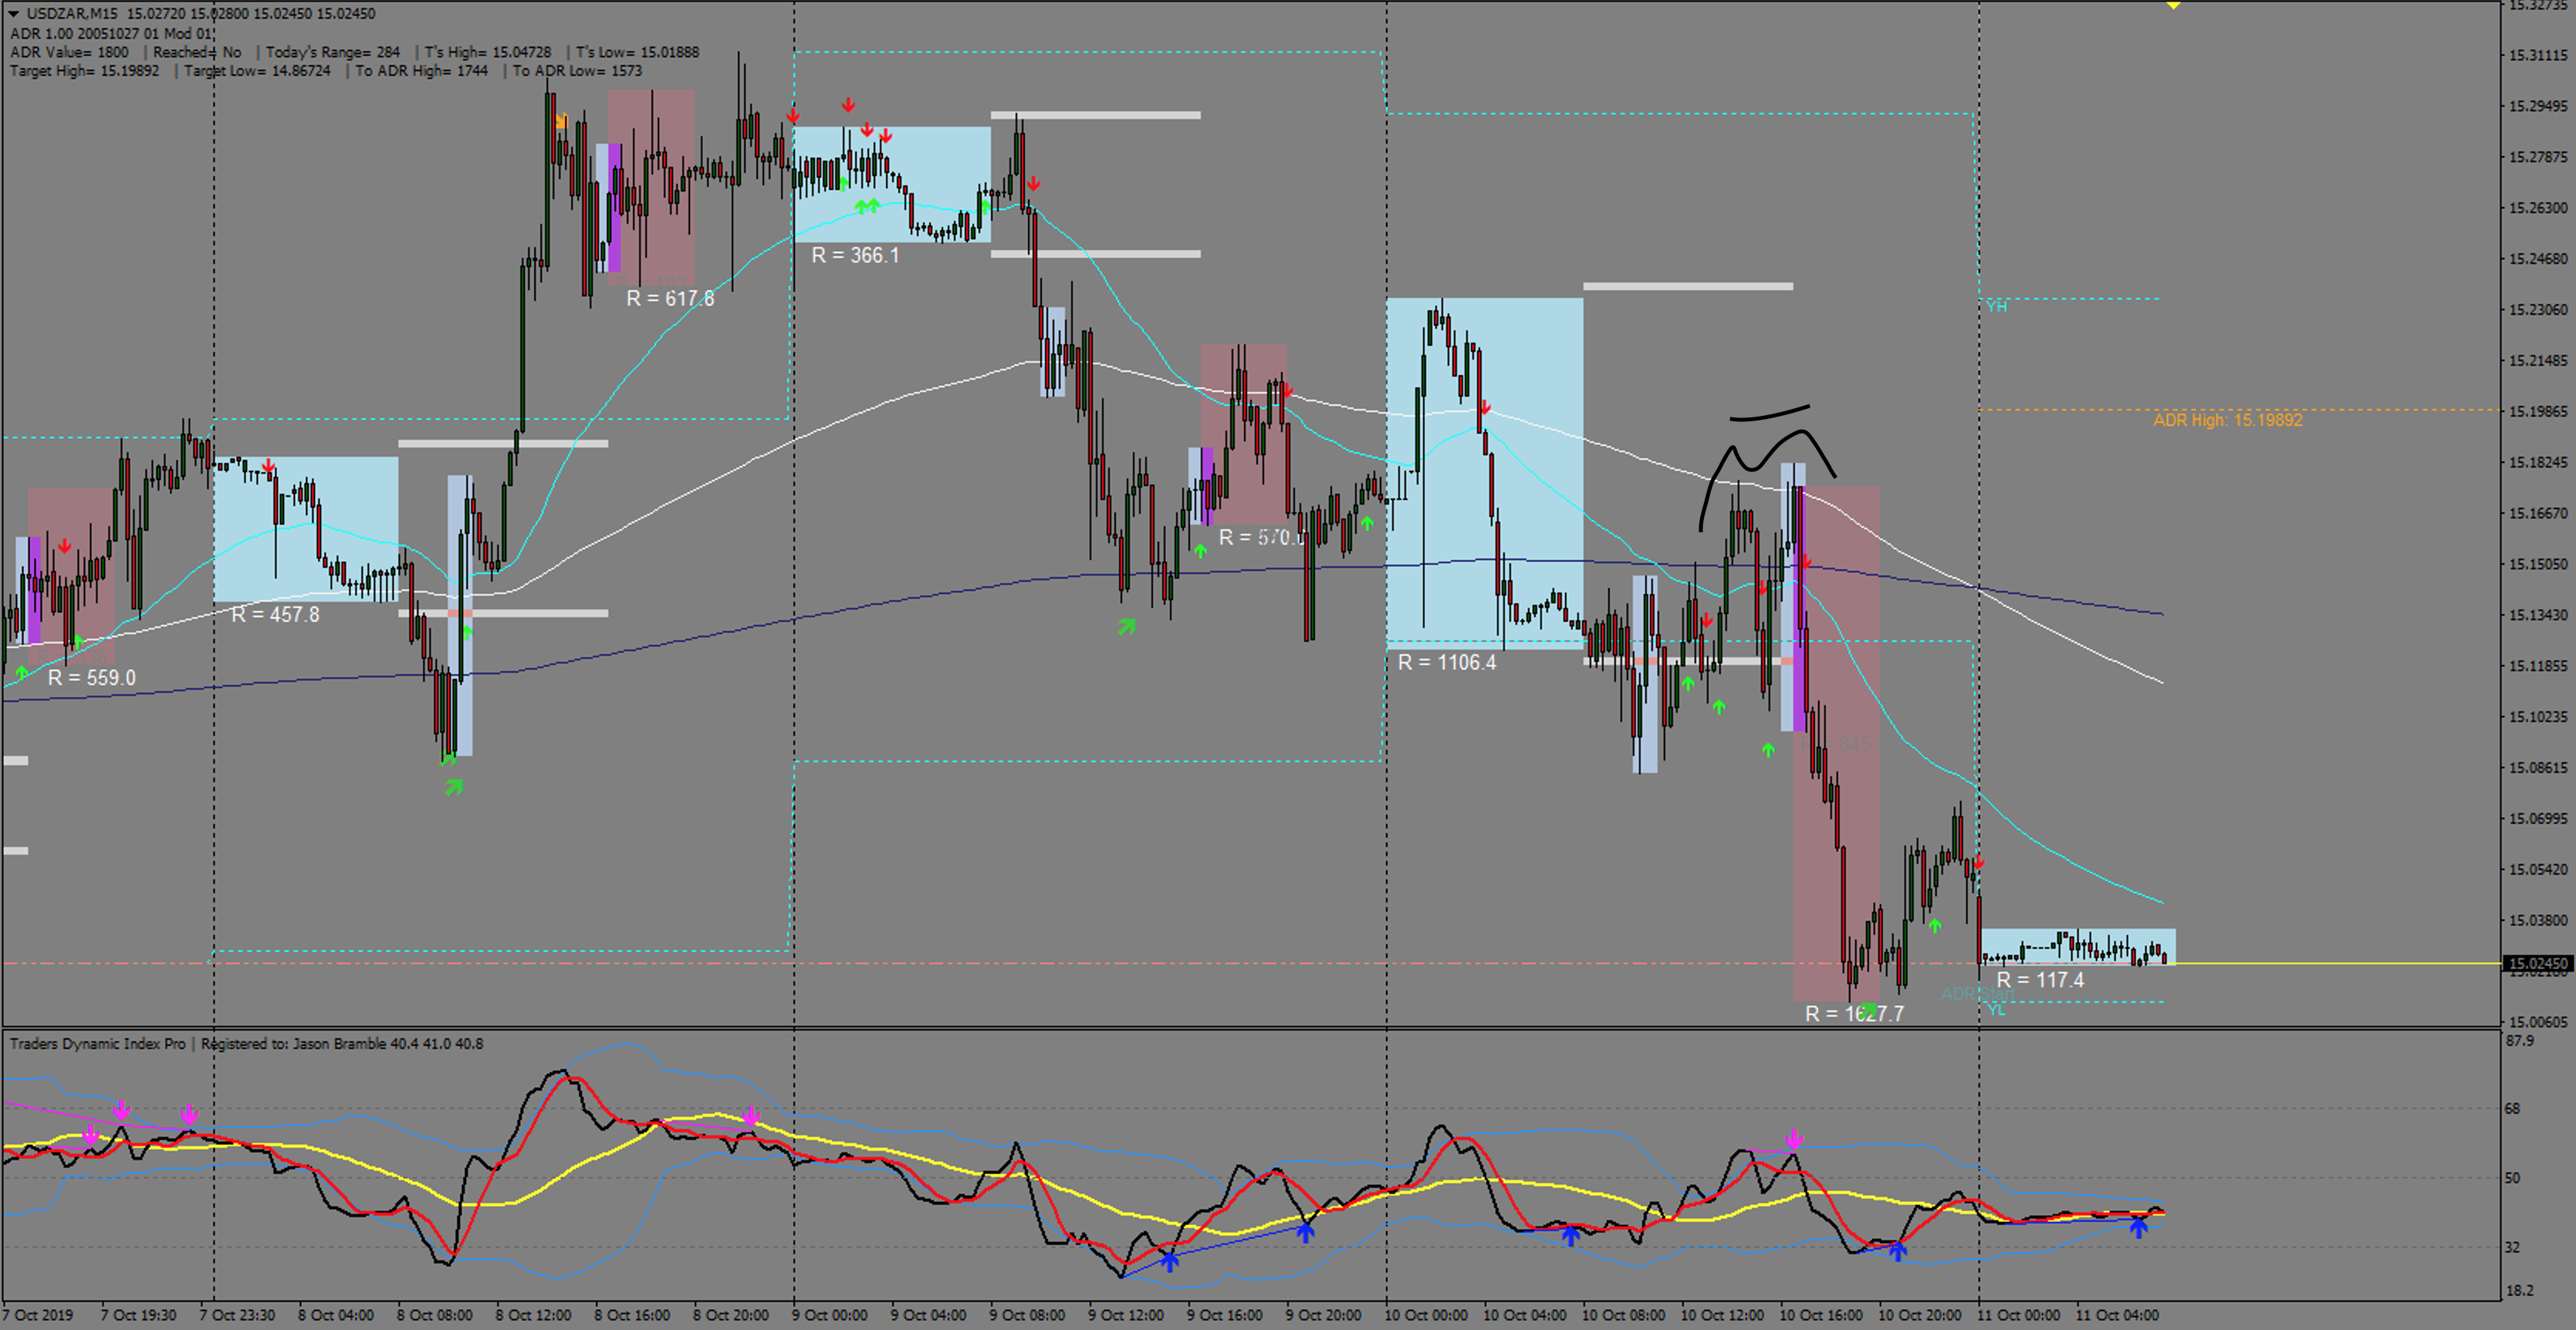 USDZAR,M15 15.02720 15.02800 15.02450 15.02450
ADR 1.00 20051027 01 Mod 01
ADR Value= 1800 | Reached= No | Today's Range= 284 | T's High= 15.04728 | T's Low= 15.01888
Target High= 15.19892 | Target Low= 14.86724 | To ADR High= 1744 | To ADR Low= 1573
R = 559.0
R = 457.8
R = 617.8
R = 366.1
R = 570.
R = 1106.4
R = 1627.7
R = 117.4
YH
ADR High: 15.19892
ADR Start
YL
15.32735
15.31115
15.29495
15.27875
15.26300
15.24680
15.23060
15.21485
15.19865
15.18245
15.16670
15.15050
15.13430
15.11855
15.10235
15.08615
15.06995
15.05420
15.03800
15.02450
15.00605
Traders Dynamic Index Pro | Registered to: Jason Bramble 40.4 41.0 40.8
87.9
68
50
32
18.2
7 Oct 2019 7 Oct 19:30 7 Oct 23:30 8 Oct 04:00 8 Oct 08:00 8 Oct 12:00 8 Oct 16:00 8 Oct 20:00 9 Oct 00:00 9 Oct 04:00 9 Oct 08:00 9 Oct 12:00 9 Oct 16:00 9 Oct 20:00 10 Oct 00:00 10 Oct 04:00 10 Oct 08:00 10 Oct 12:00 10 Oct 16:00 10 Oct 20:00 11 Oct 00:00 11 Oct 04:00